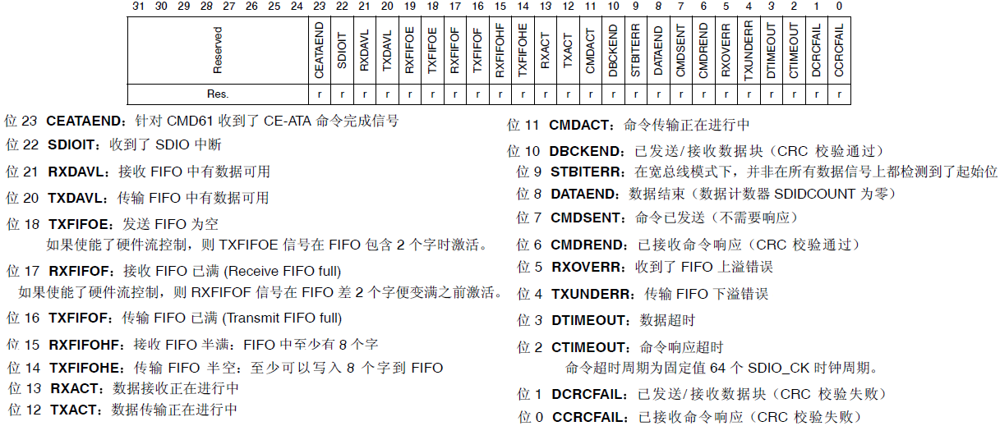 31 30 29 28 27 26 25 24 23 22 21 20 19 18 17 16 15 14 13 12 11 10 9 8 7 6 5 4 3 2 1 0
Reserved CEATAEND SDIOIT RXDAVL TXDAVL RXFIFOE TXFIFOE RXFIFOF TXFIFOF RXFIFOHF TXFIFOHE RXACT TXACT CMDACT DBCKEND STBITERR DATAEND CMDSENT CMDREND RXOVERR TXUNDERR DTIMEOUT CTIMEOUT DCRCFAIL CCRCFAIL
Res. r r r r r r r r r r r r r r r r r r r r r r r r
位 23 CEATAEND：针对 CMD61 收到了 CE-ATA 命令完成信号
位 22 SDIOIT：收到了 SDIO 中断
位 21 RXDAVL：接收 FIFO 中有数据可用
位 20 TXDAVL：传输 FIFO 中有数据可用
位 18 TXFIFOE：发送 FIFO 为空
如果使能了硬件流控制，则 TXFIFOE 信号在 FIFO 包含 2 个字时激活。
位 17 RXFIFOF：接收 FIFO 已满 (Receive FIFO full)
如果使能了硬件流控制，则 RXFIFOF 信号在 FIFO 差 2 个字便变满之前激活。
位 16 TXFIFOF：传输 FIFO 已满 (Transmit FIFO full)
位 15 RXFIFOHF：接收 FIFO 半满：FIFO 中至少有 8 个字
位 14 TXFIFOHE：传输 FIFO 半空：至少可以写入 8 个字到 FIFO
位 13 RXACT：数据接收正在进行中
位 12 TXACT：数据传输正在进行中
位 11 CMDACT：命令传输正在进行中
位 10 DBCKEND：已发送/接收数据块（CRC 校验通过）
位 9 STBITERR：在宽总线模式下，并非在所有数据信号上都检测到了起始位
位 8 DATAEND：数据结束（数据计数器 SDIDCOUNT 为零）
位 7 CMDSENT：命令已发送（不需要响应）
位 6 CMDREND：已接收命令响应（CRC 校验通过）
位 5 RXOVERR：收到了 FIFO 上溢错误
位 4 TXUNDERR：传输 FIFO 下溢错误
位 3 DTIMEOUT：数据超时
位 2 CTIMEOUT：命令响应超时
命令超时周期为固定值 64 个 SDIO_CK 时钟周期。
位 1 DCRCFAIL：已发送/接收数据块（CRC 校验失败）
位 0 CCRCFAIL：已接收命令响应（CRC 校验失败）